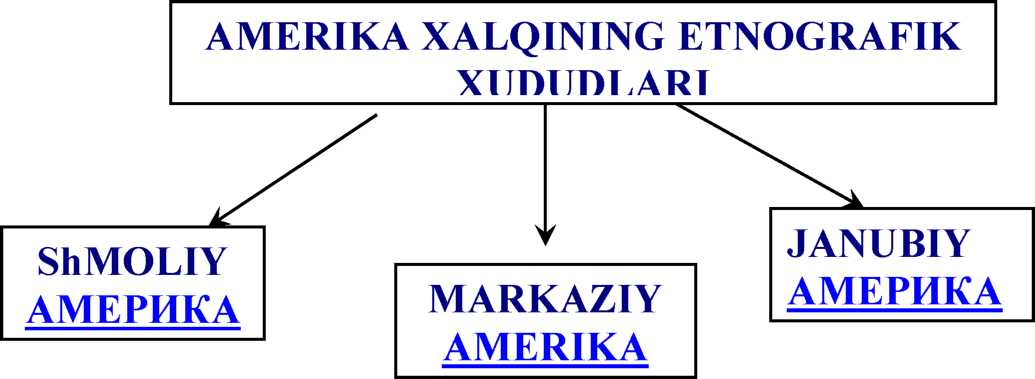 AMERIKA XALQINING ETNOGRAFIK
XUDUDLARI
ShMOLIY
АМЕРИКА
MARKAZIY
AMERIKA
JANUBIY
АМЕРИКА